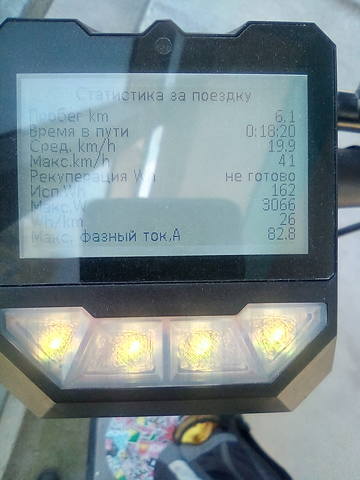 Статистика за поездку
Пробег km 6.1
Время в пути 0:18:20
Сред. km/h 19.9
Макс.km/h 41
Рекуперация Wh не готово
Исп.Wh 162
Макс.W 3066
Wh/km 26
Макс. фазный ток,A 82.8